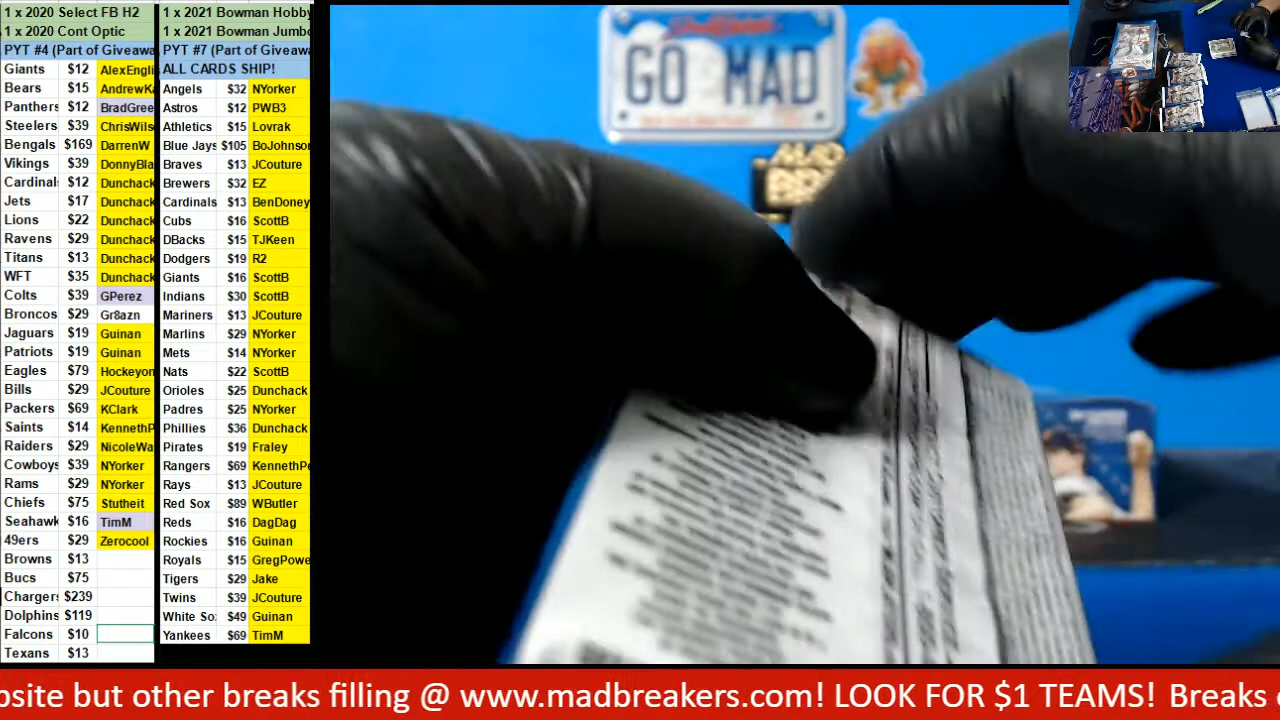 1 x 2020 Select FB H2
1 x 2020 Cont Optic
PYT #4 (Part of Giveawa
Giants $12 AlexEngli
Bears $15 AndrewKa
Panthers $12 BradGree
Steelers $39 ChrisWils
Bengals $169 DarrenW
Vikings $39 DonnyBla
Cardinal $12 Dunchack
Jets $17 Dunchack
Lions $22 Dunchack
Ravens $29 Dunchack
Titans $13 Dunchack
WFT $35 Dunchack
Colts $39 GPerez
Broncos $29 Gr8azn
Jaguars $19 Guinan
Patriots $19 Guinan
Eagles $79 Hockeyon
Bills $29 JCouture
Packers $69 KClark
Saints $14 KennethP
Raiders $29 NicoleWa
Cowboys $39 NYorker
Rams $29 NYorker
Chiefs $75 Stutheit
Seahawk $16 TimM
49ers $29 Zerocool
Browns $13
Bucs $75
Chargers $239
Dolphins $119
Falcons $10
Texans $13
1 x 2021 Bowman Hobby
1 x 2021 Bowman Jumbo
PYT #7 (Part of Giveawa
ALL CARDS SHIP!
Angels $32 NYorker
Astros $12 PWB3
Athletics $15 Lovrak
Blue Jays $105 BoJohnson
Braves $13 JCouture
Brewers $32 EZ
Cardinals $13 BenDoney
Cubs $16 ScottB
DBacks $15 TJKeen
Dodgers $19 R2
Giants $16 ScottB
Indians $30 ScottB
Mariners $13 JCouture
Marlins $29 NYorker
Mets $14 NYorker
Nats $22 ScottB
Orioles $25 Dunchack
Padres $25 NYorker
Phillies $36 Dunchack
Pirates $19 Fraley
Rangers $69 KennethPe
Rays $13 JCouture
Red Sox $89 WButler
Reds $16 DagDag
Rockies $16 Guinan
Royals $15 GregPowe
Tigers $29 Jake
Twins $39 JCouture
White So $49 Guinan
Yankees $69 TimM
GO MAD
MAD
bsite but other breaks filling @ www.madbreakers.com! LOOK FOR $1 TEAMS! Breaks